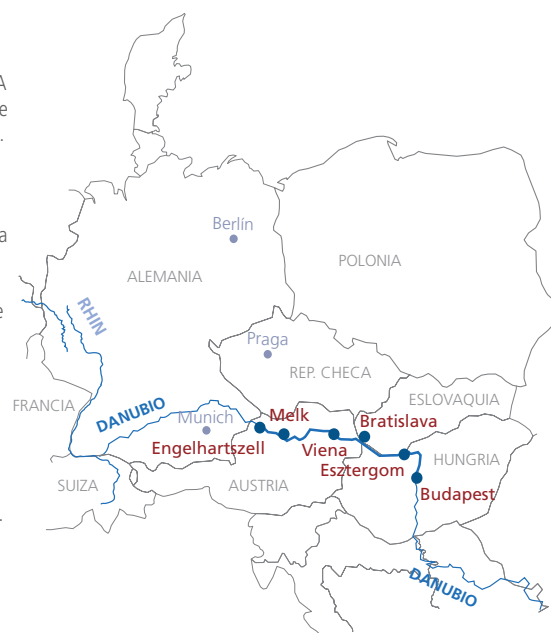 A
e
.
a
e
.
Berlín
POLONIA
ALEMANIA
RHIN
Praga
REP. CHECA
ESLOVAQUIA
FRANCIA
DANUBIO
Munich
Melk
Bratislava
Engelhartszell
Viena
Esztergom
HUNGRIA
SUIZA
AUSTRIA
Budapest
DANUBIO